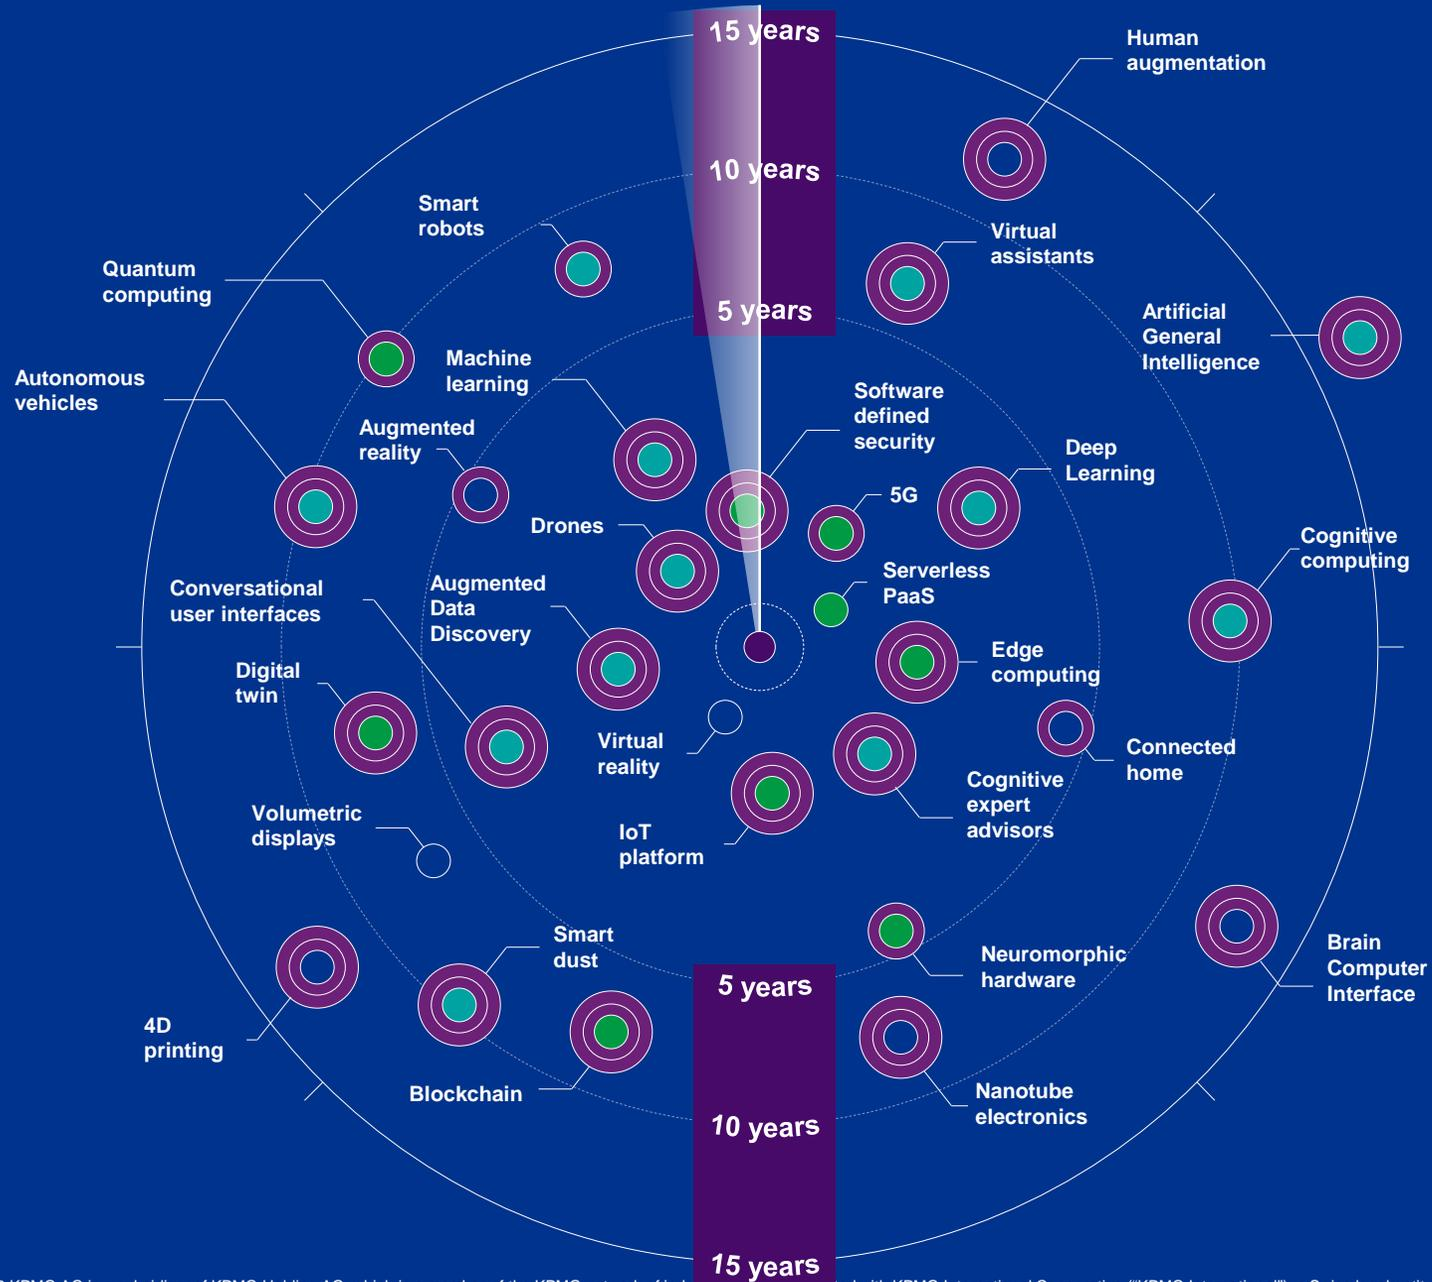 15 years
Human
augmentation
10 years
Smart
robots
Virtual
assistants
Quantum
computing
5 years
Artificial
General
Intelligence
Machine
learning
Autonomous
vehicles
Software
defined
security
Augmented
reality
Deep
Learning
5G
Drones
Cognitive
computing
Serverless
PaaS
Conversational
user interfaces
Augmented
Data
Discovery
Edge
computing
Digital
twin
Virtual
reality
Connected
home
Cognitive
expert
advisors
Volumetric
displays
IoT
platform
Smart
dust
Neuromorphic
hardware
Brain
Computer
Interface
5 years
4D
printing
Blockchain
Nanotube
electronics
10 years
15 years